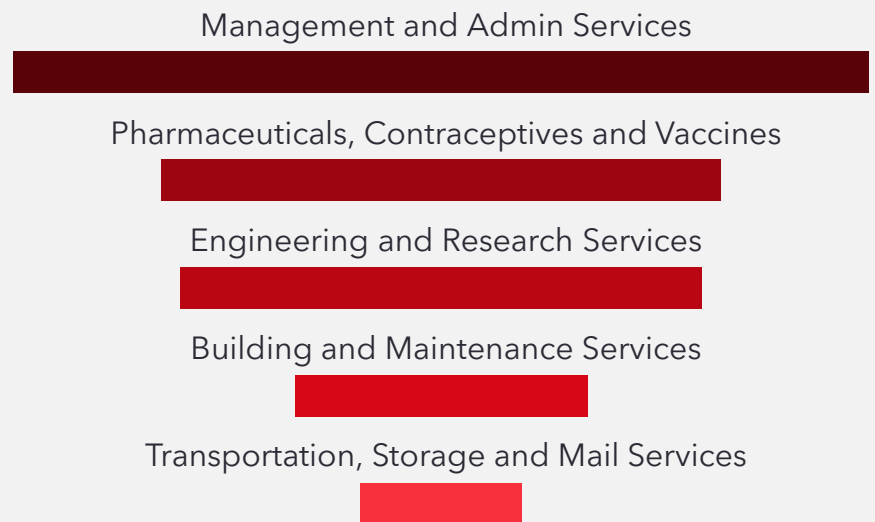 Management and Admin Services
Pharmaceuticals, Contraceptives and Vaccines
Engineering and Research Services
Building and Maintenance Services
Transportation, Storage and Mail Services